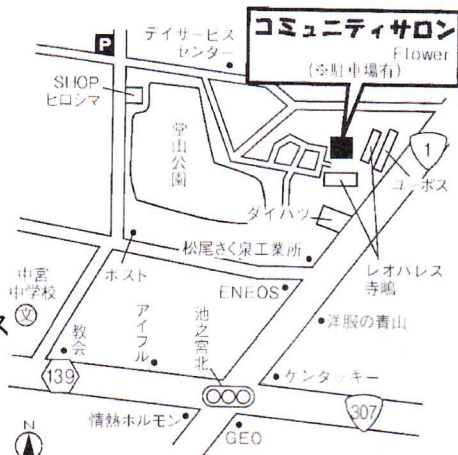 コミュニティサロン
Flower
(※駐車場有)
P
デイサービス
センター
SHOP
ヒロシマ
堂山公園
1
ユーポス
ダイハツ
松尾さく泉工業所
レオパレス
寺嶋
ポスト
中宮
中学校
文
ENEOS
洋服の青山
教会
アイフル
池之宮北
ケンタッキー
139
307
情熱ホルモン
GEO
N